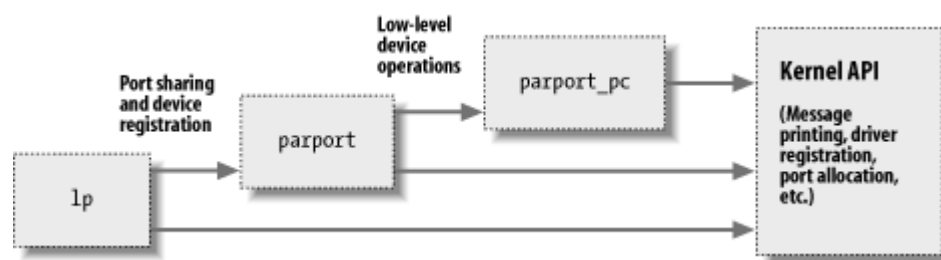 Low-level
device
operations
Port sharing
and device
registration
parport_pc
Kernel API
(Message
printing, driver
registration,
port allocation,
etc.)
parport
lp